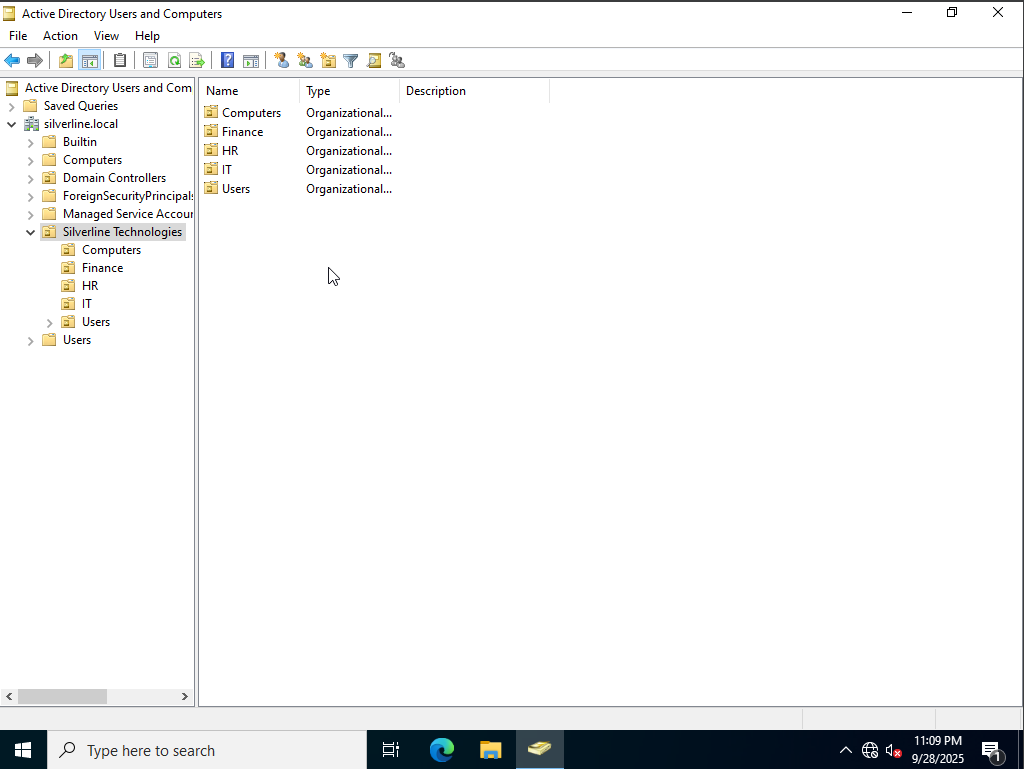 Active Directory Users and Computers
File Action View Help
Active Directory Users and Com
Saved Queries
silverline.local
Builtin
Computers
Domain Controllers
ForeignSecurityPrincipals
Managed Service Accour
Silverline Technologies
Computers
Finance
HR
IT
Users
Users
Name Type Description
Computers Organizational...
Finance Organizational...
HR Organizational...
IT Organizational...
Users Organizational...
Type here to search
11:09 PM
9/28/2025
1